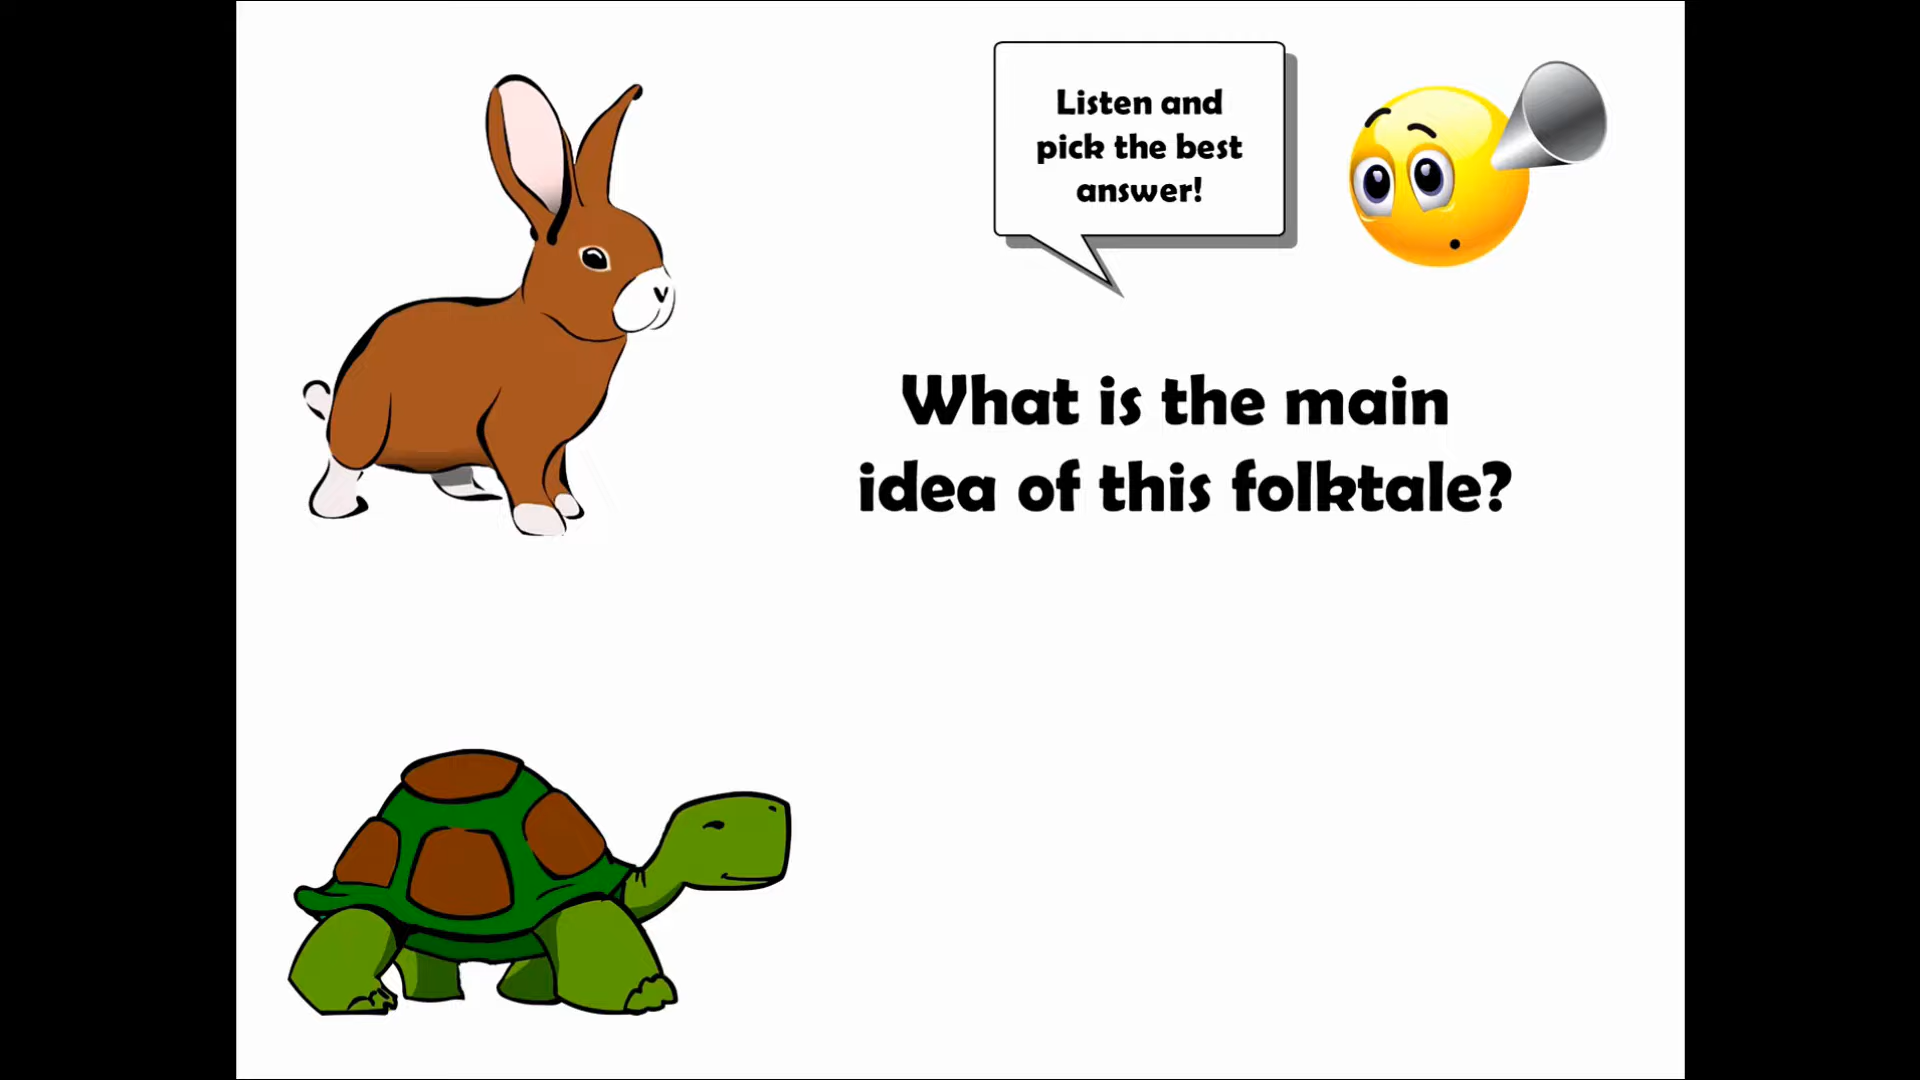 Listen and
pick the best
answer!
What is the main
idea of this folktale?